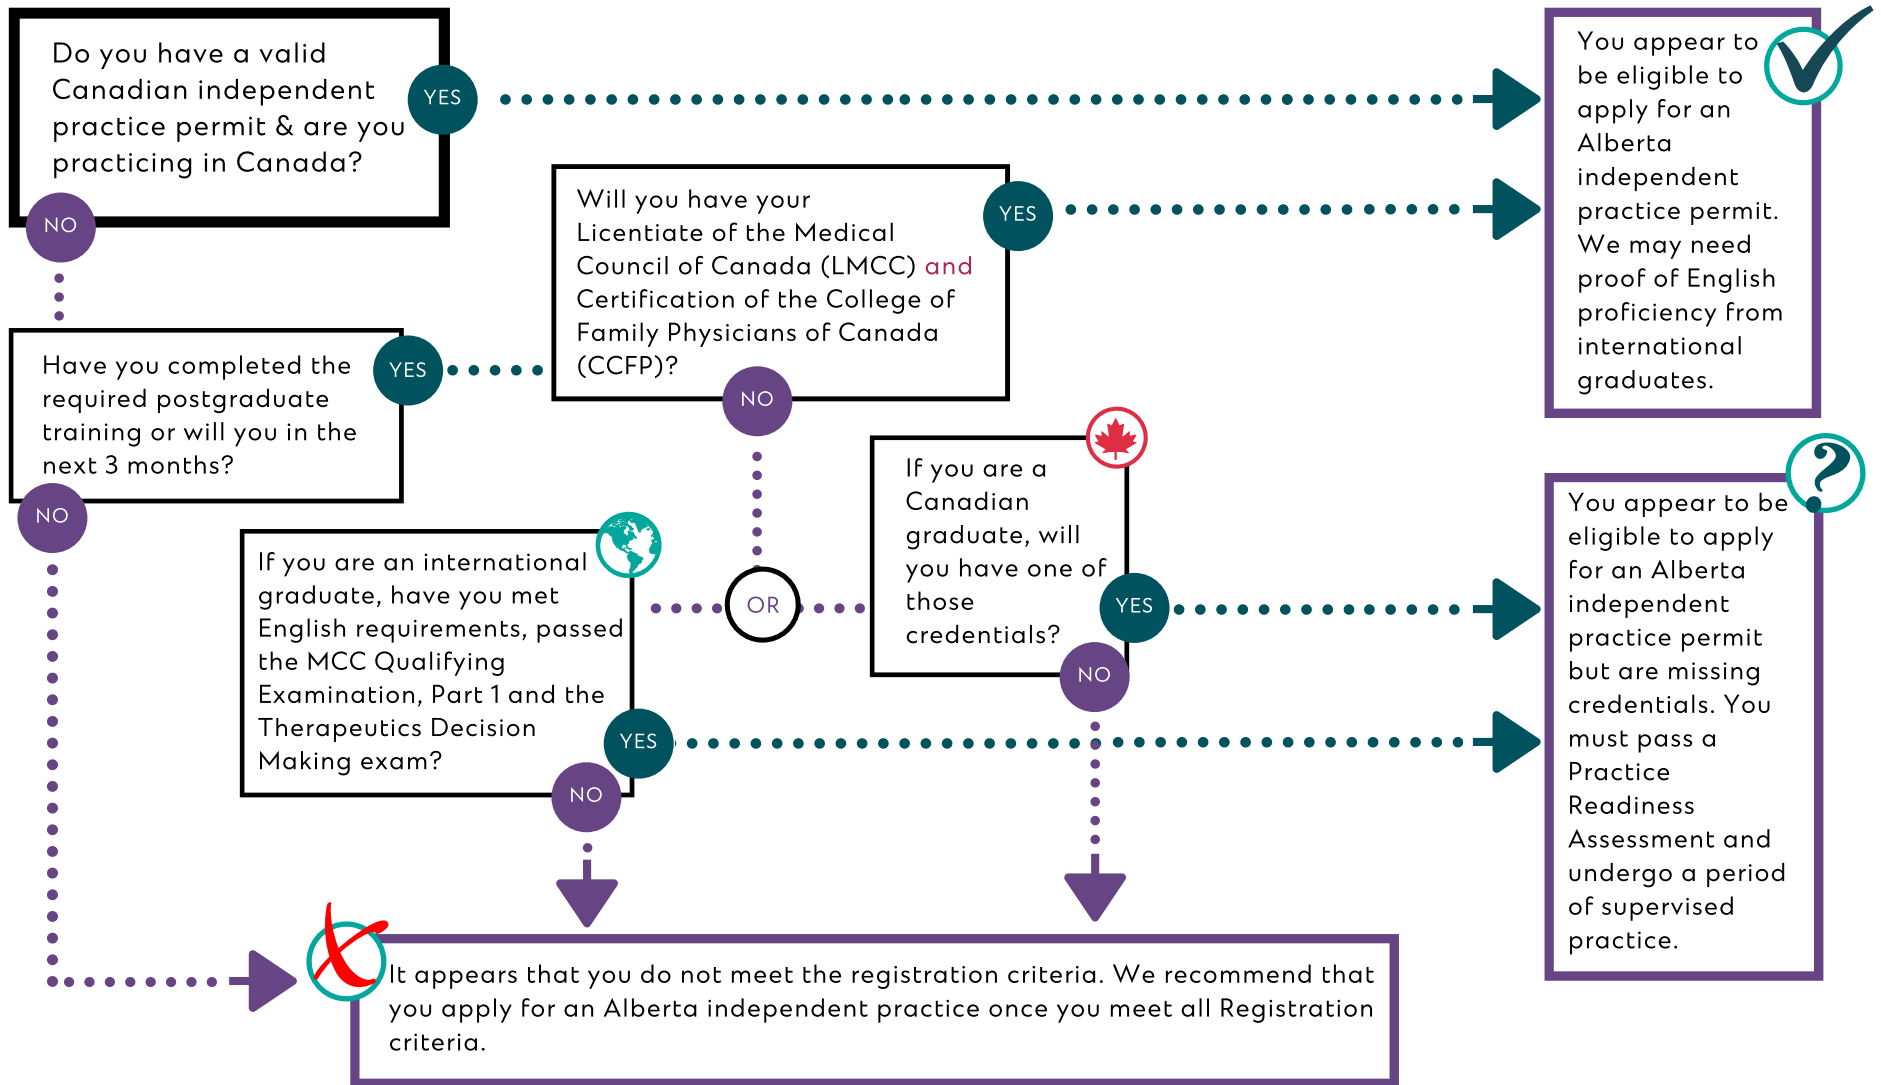 Do you have a valid
Canadian independent
practice permit & are you
practicing in Canada?
YES
NO
Will you have your
Licentiate of the Medical
Council of Canada (LMCC) and
Certification of the College of
Family Physicians of Canada
(CCFP)?
YES
NO
You appear to
be eligible to
apply for an
Alberta
independent
practice permit.
We may need
proof of English
proficiency from
international
graduates.
Have you completed the
required postgraduate
training or will you in the
next 3 months?
YES
NO
If you are an international
graduate, have you met
English requirements, passed
the MCC Qualifying
Examination, Part 1 and the
Therapeutics Decision
Making exam?
YES
NO
OR
If you are a
Canadian
graduate, will
you have one of
those
credentials?
YES
NO
?
You appear to be
eligible to apply
for an Alberta
independent
practice permit
but are missing
credentials. You
must pass a
Practice
Readiness
Assessment and
undergo a period
of supervised
practice.
It appears that you do not meet the registration criteria. We recommend that
you apply for an Alberta independent practice once you meet all Registration
criteria.